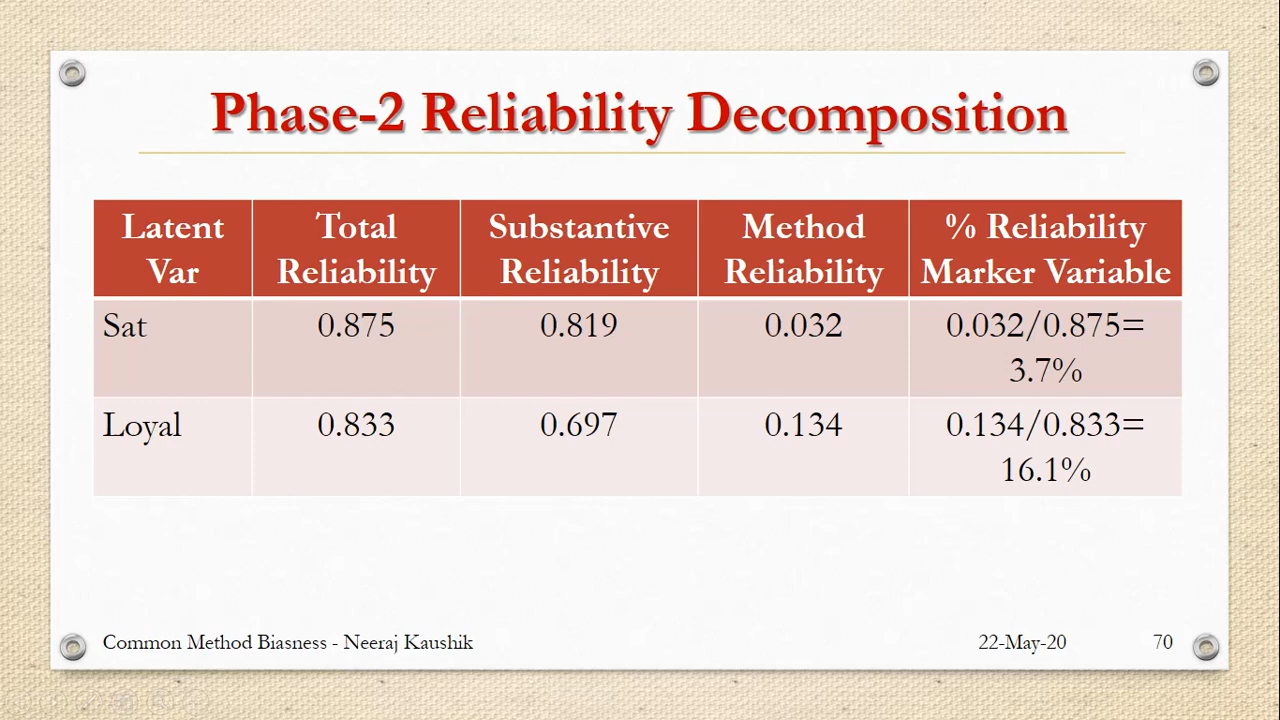 Phase-2 Reliability Decomposition
Latent Var
Total Reliability
Substantive Reliability
Method Reliability
% Reliability Marker Variable
Sat
0.875
0.819
0.032
0.032/0.875=
3.7%
Loyal
0.833
0.697
0.134
0.134/0.833=
16.1%
Common Method Biasness - Neeraj Kaushik
22-May-20
70